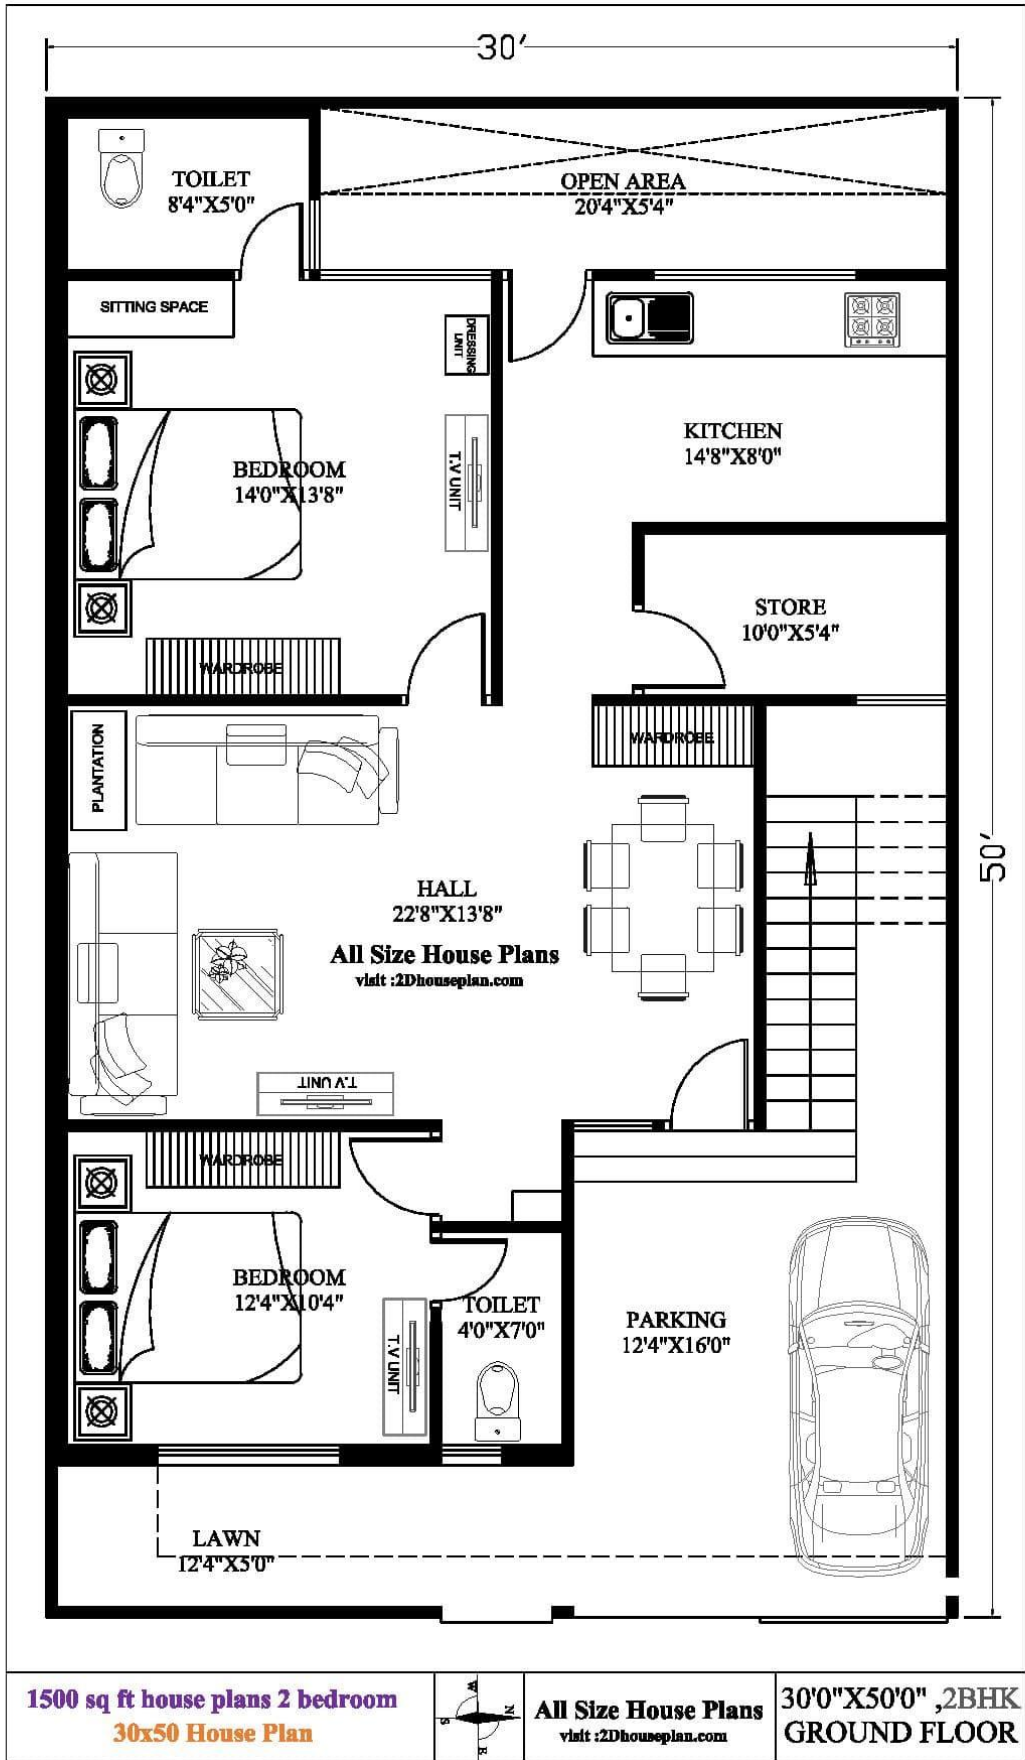 30'
TOILET
8'4"X5'0"
OPEN AREA
20'4"X5'4"
SITTING SPACE
DRESSING
UNIT
KITCHEN
14'8"X8'0"
BEDROOM
14'0"X13'8"
T.V UNIT
STORE
10'0"X5'4"
WARDROBE
PLANTATION
WARDROBE
50'
HALL
22'8"X13'8"
All Size House Plans
visit :2Dhouseplan.com
T.V UNIT
WARDROBE
BEDROOM
12'4"X10'4"
TOILET
4'0"X7'0"
PARKING
12'4"X16'0"
T.V UNIT
LAWN
12'4"X5'0"
1500 sq ft house plans 2 bedroom
30x50 House Plan
W
N
S
E
All Size House Plans
visit :2Dhouseplan.com
30'0"X50'0" ,2BHK
GROUND FLOOR